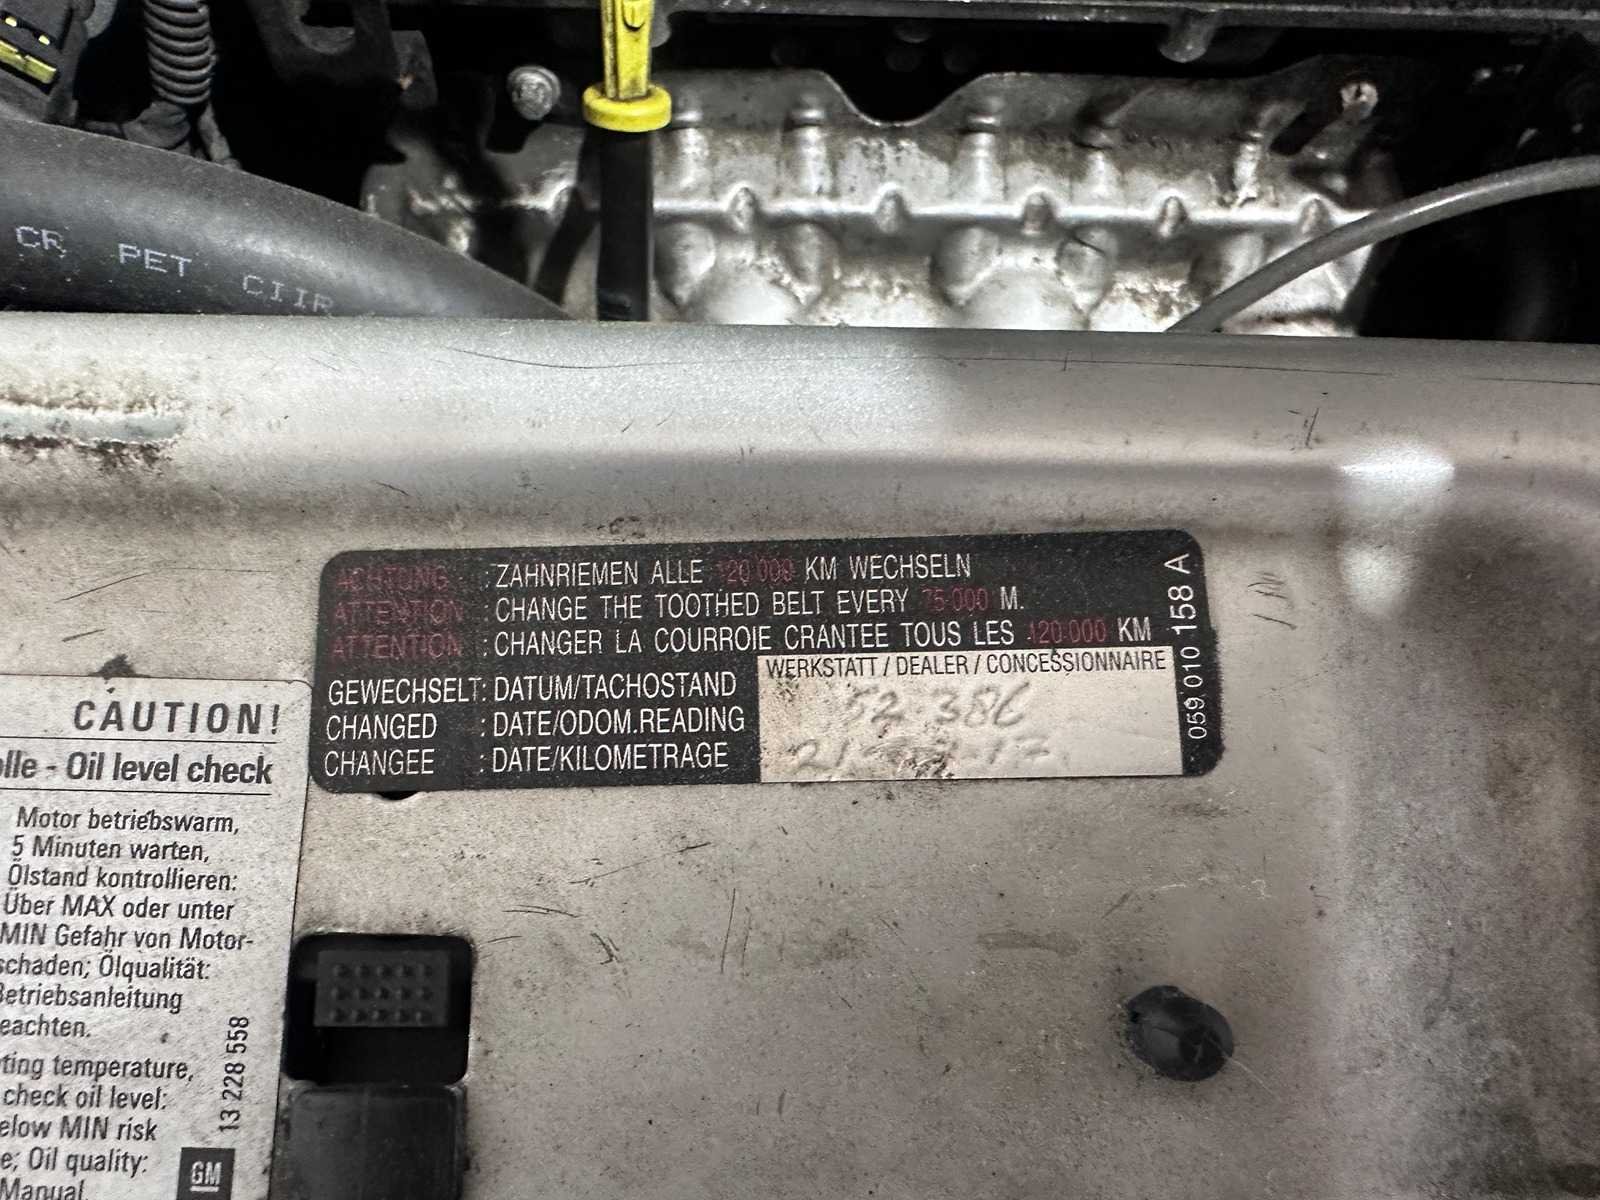 CR PET CIIR
ACHTUNG : ZAHNRIEMEN ALLE 120 000 KM WECHSELN
ATTENTION : CHANGE THE TOOTHED BELT EVERY 75 000 M.
ATTENTION : CHANGER LA COURROIE CRANTEE TOUS LES 120.000 KM
WERKSTATT / DEALER / CONCESSIONNAIRE
GEWECHSELT: DATUM/TACHOSTAND
CHANGED : DATE/ODOM.READING
CHANGEE : DATE/KILOMETRAGE
52 386
059 010 158 A
CAUTION!
- Oil level check
Motor betriebswarm,
5 Minuten warten,
Ölstand kontrollieren:
Über MAX oder unter
MIN Gefahr von Motor-
schaden; Ölqualität:
Betriebsanleitung
eachten.
ting temperature,
check oil level:
elow MIN risk
e; Oil quality:
Manual.
13 228 558
GM